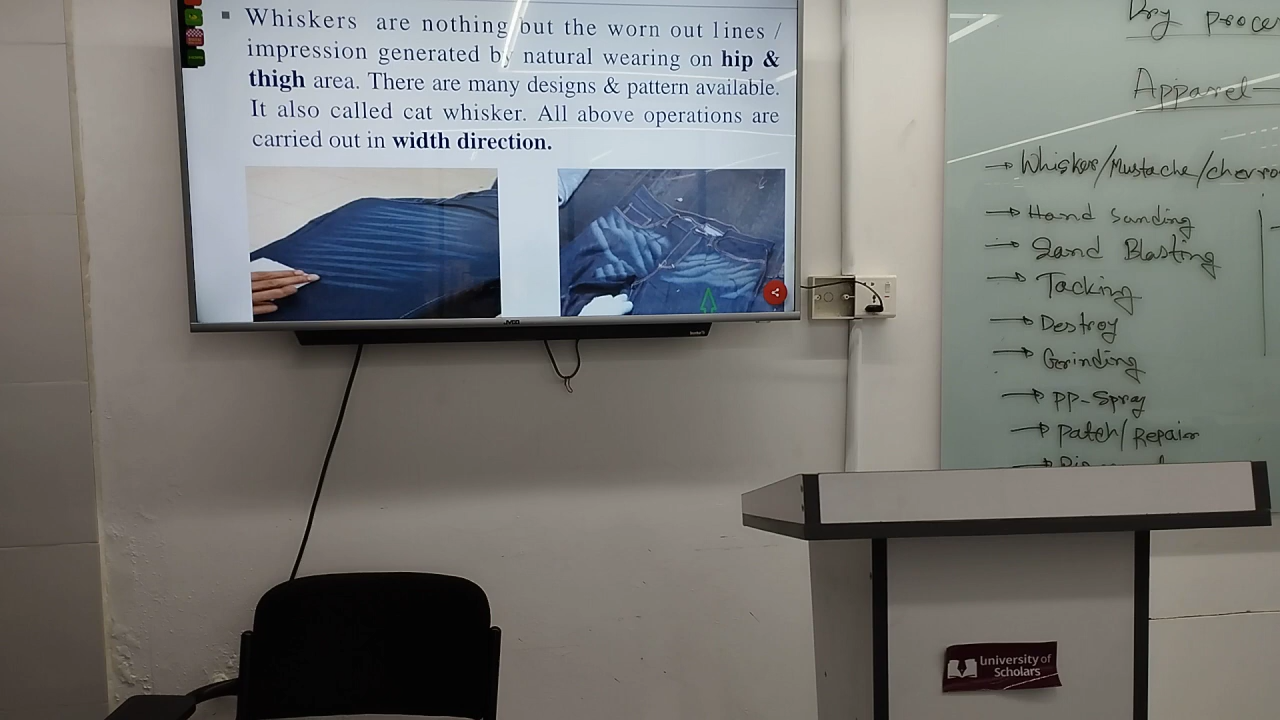 ▪ Whiskers are nothing but the worn out lines /
impression generated by natural wearing on hip &
thigh area. There are many designs & pattern available.
It also called cat whisker. All above operations are
carried out in width direction.
JVCO
Dry proce
Apparel
→ Whisker/Mustache/chevro
→ Hand Sanding
→ Sand Blasting
→ Tacking
→ Destroy
→ Grinding
→ PP-Spray
→ Patch/Repair
University of
Scholars